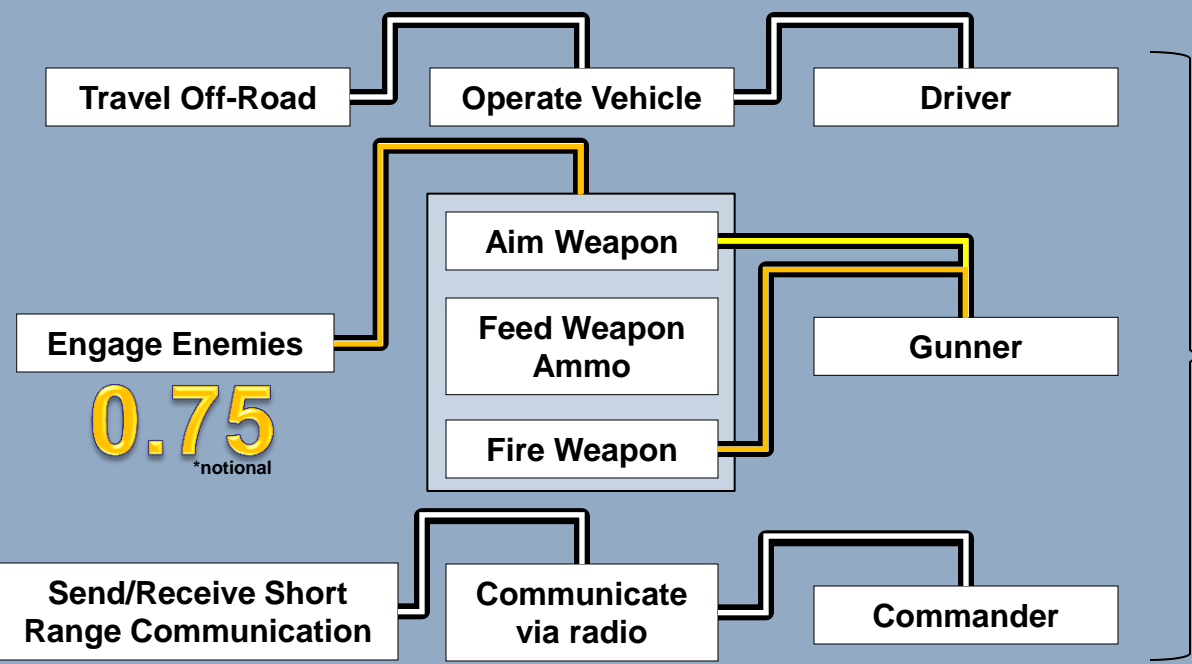 Travel Off-Road
Operate Vehicle
Driver
Aim Weapon
Engage Enemies
0.75
*notional
Feed Weapon
Ammo
Gunner
Fire Weapon
Send/Receive Short
Range Communication
Communicate
via radio
Commander